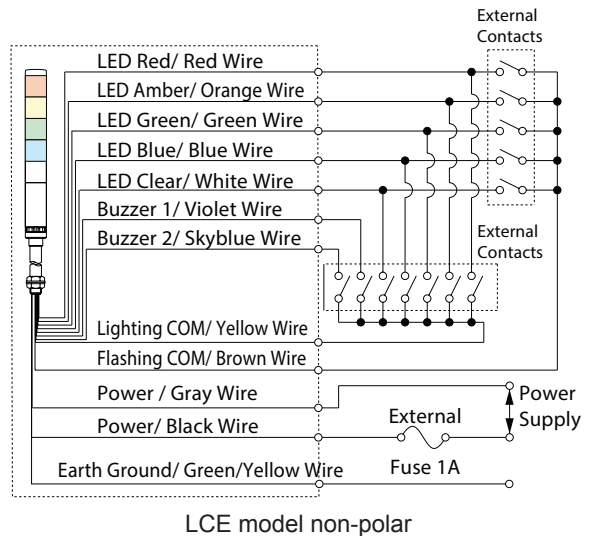 External
Contacts
LED Red/ Red Wire
LED Amber/ Orange Wire
LED Green/ Green Wire
LED Blue/ Blue Wire
LED Clear/ White Wire
Buzzer 1/ Violet Wire
Buzzer 2/ Skyblue Wire
External
Contacts
Lighting COM/ Yellow Wire
Flashing COM/ Brown Wire
Power / Gray Wire
Power/ Black Wire
External
Fuse 1A
Power
Supply
Earth Ground/ Green/Yellow Wire
LCE model non-polar